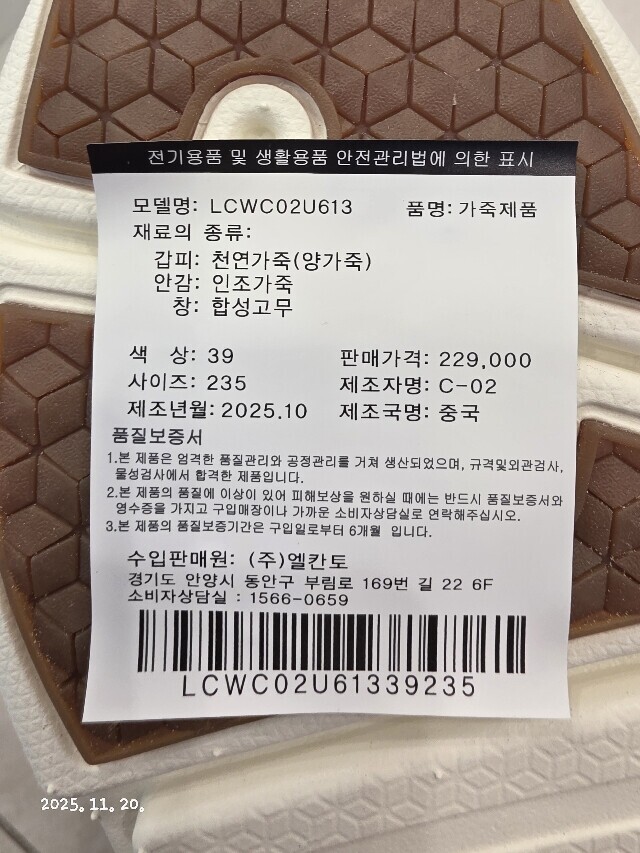 전기용품 및 생활용품 안전관리법에 의한 표시
모델명: LCWC02U613 품명: 가죽제품
재료의 종류:
갑피: 천연가죽(양가죽)
안감: 인조가죽
창: 합성고무
색 상: 39 판매가격: 229,000
사이즈: 235 제조자명: C-02
제조년월: 2025.10 제조국명: 중국
품질보증서
1.본 제품은 엄격한 품질관리와 공정관리를 거쳐 생산되었으며, 규격및외관검사,
물성검사에서 합격한 제품입니다.
2.본 제품의 품질에 이상이 있어 피해보상을 원하실 때에는 반드시 품질보증서와
영수증을 가지고 구입매장이나 가까운 소비자상담실로 연락해주십시오.
3.본 제품의 품질보증기간은 구입일로부터 6개월 입니다.
수입판매원: (주)엘칸토
경기도 안양시 동안구 부림로 169번 길 22 6F
소비자상담실 : 1566-0659
LCWC02U61339235
2025. 11. 20.